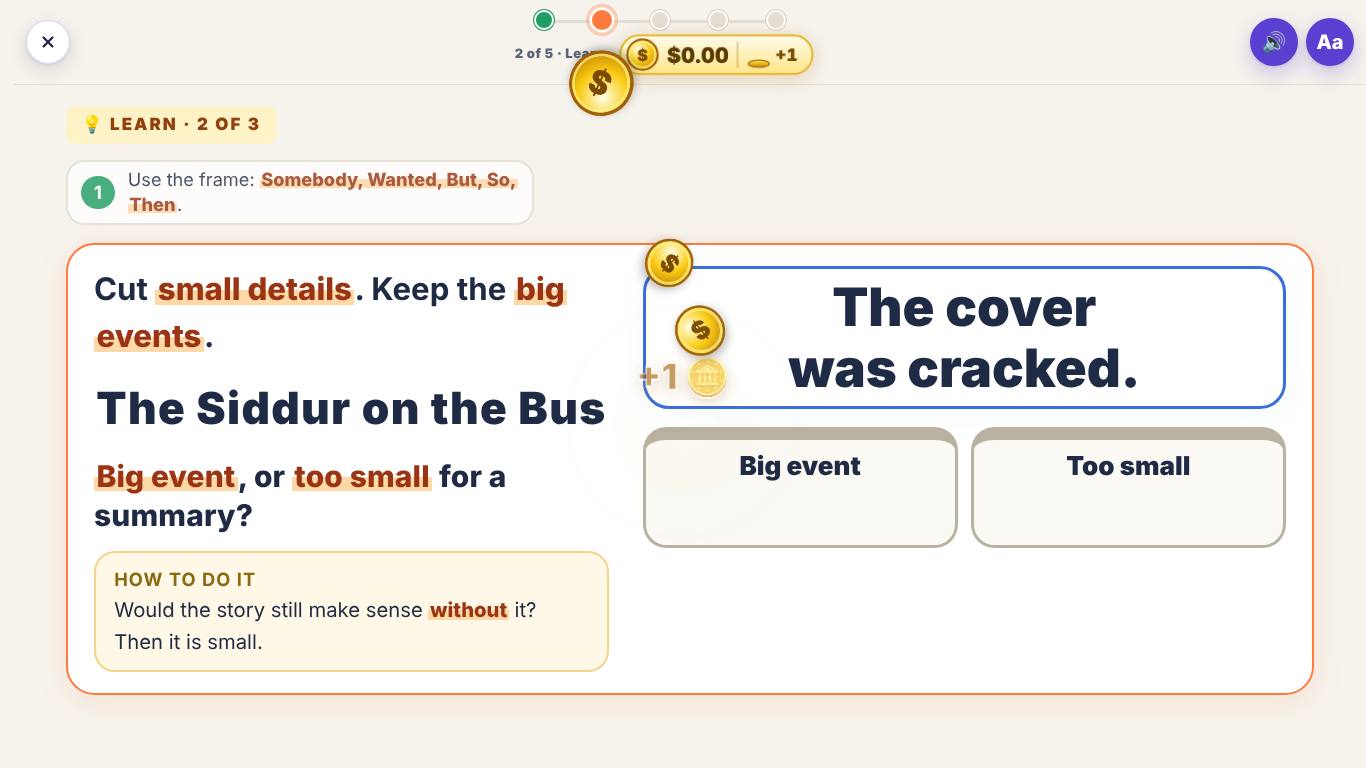 2 of 5 ·
$0.00
+1
Aa
💡 LEARN · 2 OF 3
1
Use the frame: Somebody, Wanted, But, So,
Then.
Cut small details. Keep the big
events.
The Siddur on the Bus
Big event, or too small for a
summary?
HOW TO DO IT
Would the story still make sense without it?
Then it is small.
+1
The cover
was cracked.
Big event
Too small